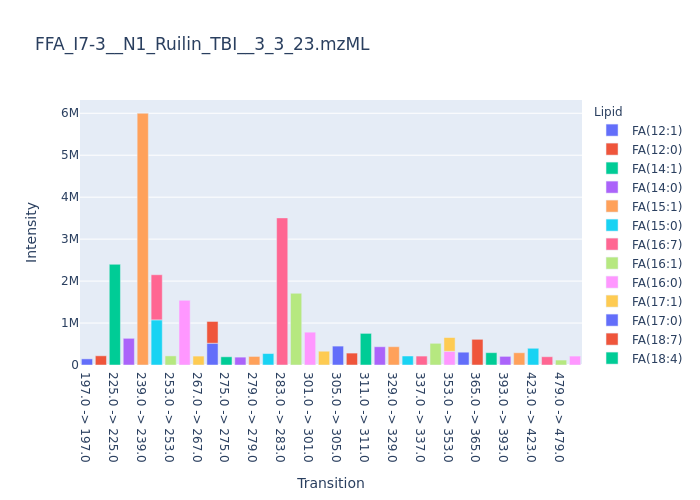 FFA_I7-3__N1_Ruilin_TBI__3_3_23.mzML
Intensity
6M
5M
4M
3M
2M
1M
0
197.0 -> 197.0
225.0 -> 225.0
239.0 -> 239.0
253.0 -> 253.0
267.0 -> 267.0
275.0 -> 275.0
279.0 -> 279.0
283.0 -> 283.0
301.0 -> 301.0
305.0 -> 305.0
311.0 -> 311.0
329.0 -> 329.0
337.0 -> 337.0
353.0 -> 353.0
365.0 -> 365.0
393.0 -> 393.0
423.0 -> 423.0
479.0 -> 479.0
Transition
Lipid
FA(12:1)
FA(12:0)
FA(14:1)
FA(14:0)
FA(15:1)
FA(15:0)
FA(16:7)
FA(16:1)
FA(16:0)
FA(17:1)
FA(17:0)
FA(18:7)
FA(18:4)